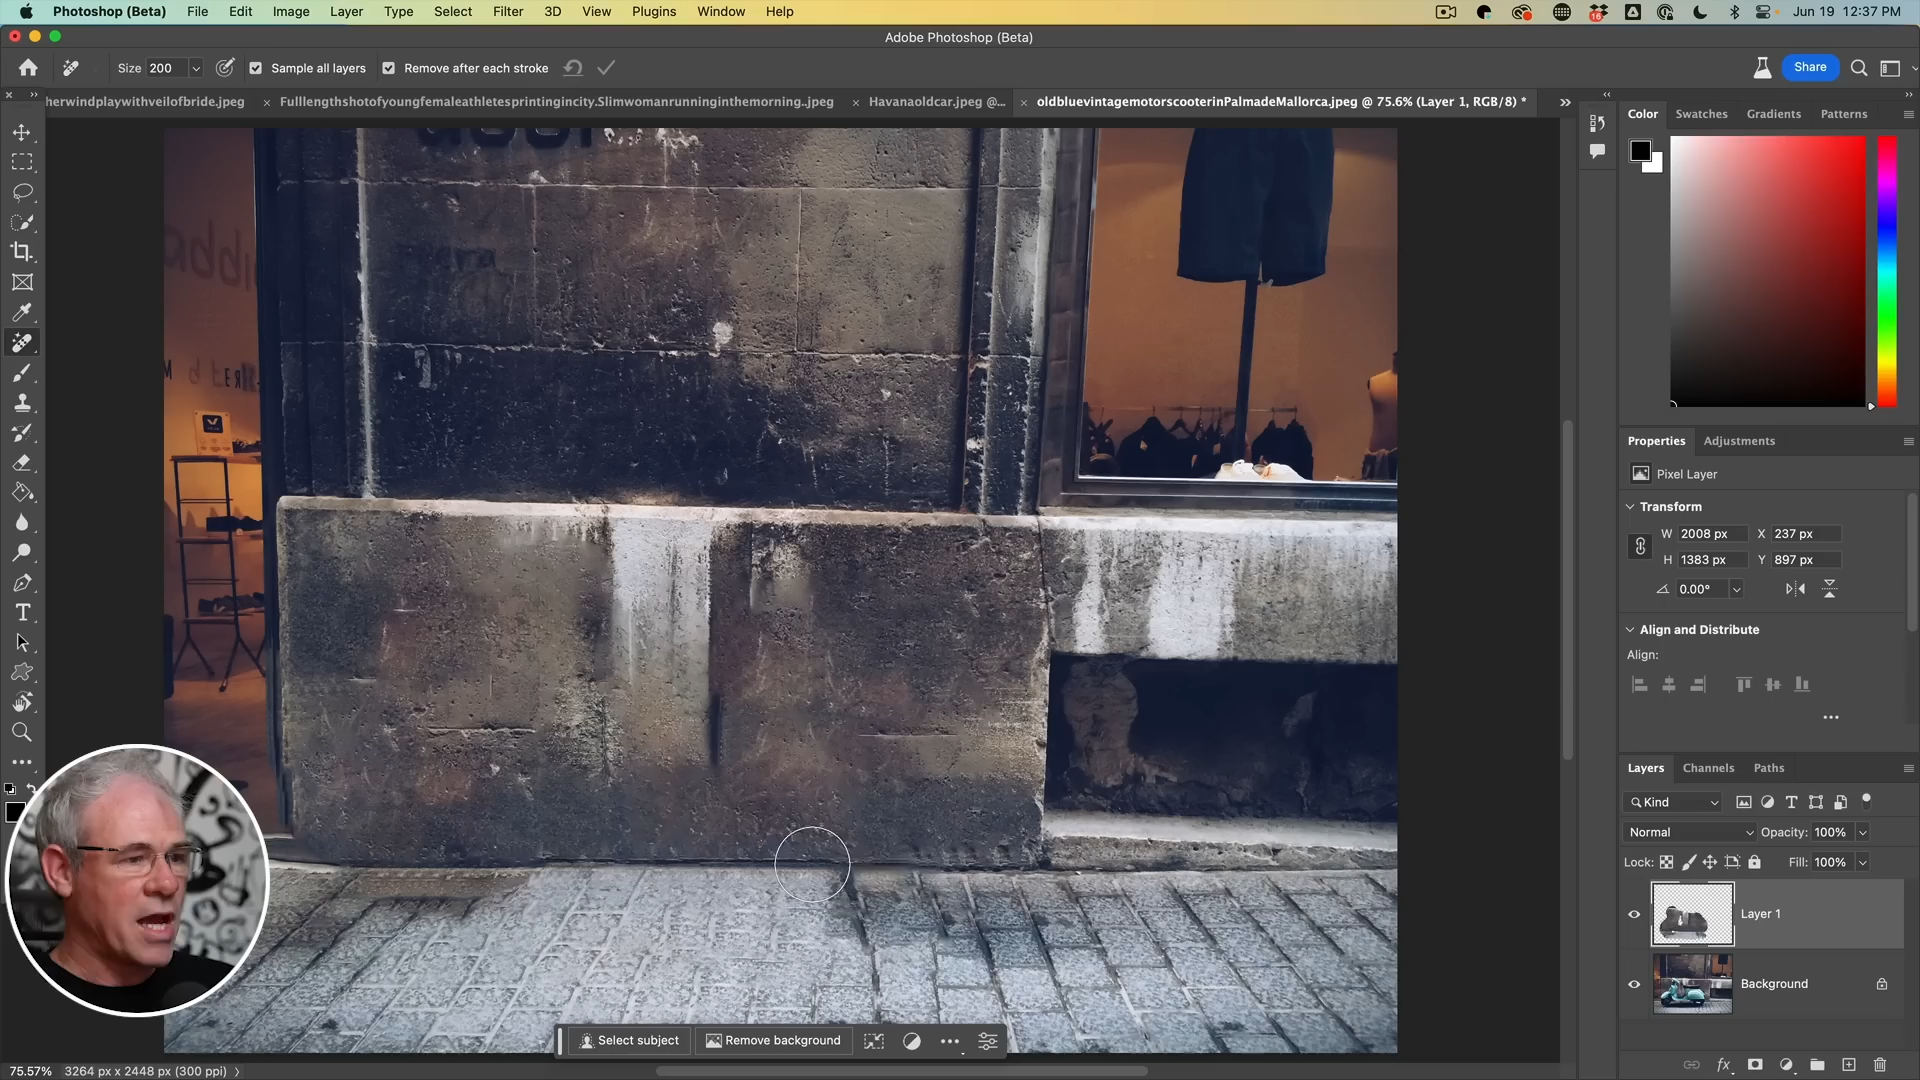 Photoshop (Beta) File Edit Image Layer Type Select Filter 3D View Plugins Window Help
16
Jun 19 12:37 PM
Adobe Photoshop (Beta)
Size 200 Sample all layers Remove after each stroke
Share
herwindplaywithveilofbride.jpeg × Fulllengthshotofyoungfemaleathletesprintingincity.Slimwomanrunninginthemorning..jpeg × Havanaoldcar.jpeg @... × oldbluevintagemotorscooterinPalmadeMallorca.jpeg @ 75.6% (Layer 1, RGB/8) *
Color Swatches Gradients Patterns
Properties Adjustments
Pixel Layer
Transform
W 2008 px X 237 px
H 1383 px Y 897 px
0.00°
Align and Distribute
Align:
Layers Channels Paths
Kind
Normal Opacity: 100%
Lock: Fill: 100%
Layer 1
Background
fx
Select subject Remove background
75.57% 3264 px x 2448 px (300 ppi)